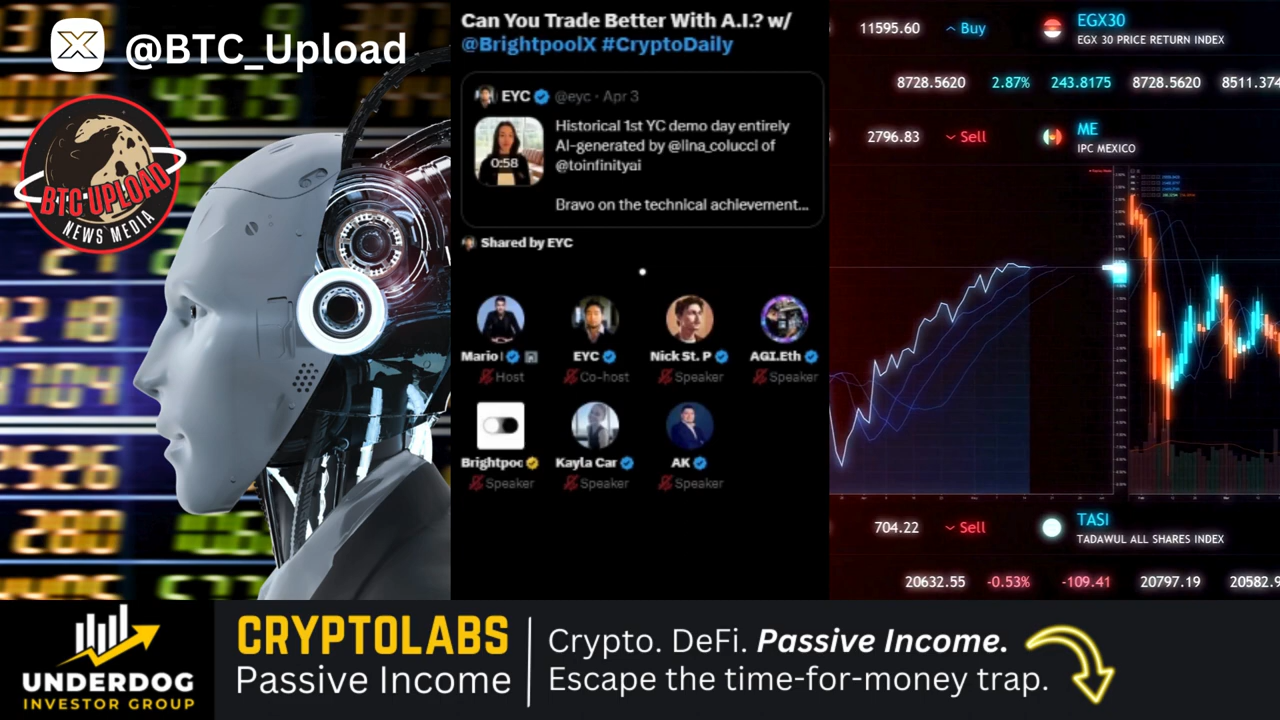 @BTC_Upload
BTC UPLOAD
NEWS MEDIA
Can You Trade Better With A.I.? w/
@BrightpoolX #CryptoDaily
EYC @eyc · Apr 3
Historical 1st YC demo day entirely
AI-generated by @lina_colucci of
@toinfinityai
0:58
Bravo on the technical achievement...
Shared by EYC
Mario EYC Nick St. P AGI.Eth
Host Co-host Speaker Speaker
Brightpoo Kayla Car AK
Speaker Speaker Speaker
11595.60 Buy EGX30
EGX 30 PRICE RETURN INDEX
8728.5620 2.87% 243.8175 8728.5620 8511.374
2796.83 Sell ME
IPC MEXICO
704.22 Sell TASI
TADAWUL ALL SHARES INDEX
20632.55 -0.53% -109.41 20797.19 20582.9
UNDERDOG
INVESTOR GROUP
CRYPTOLABS
Passive Income
Crypto. DeFi. Passive Income.
Escape the time-for-money trap.